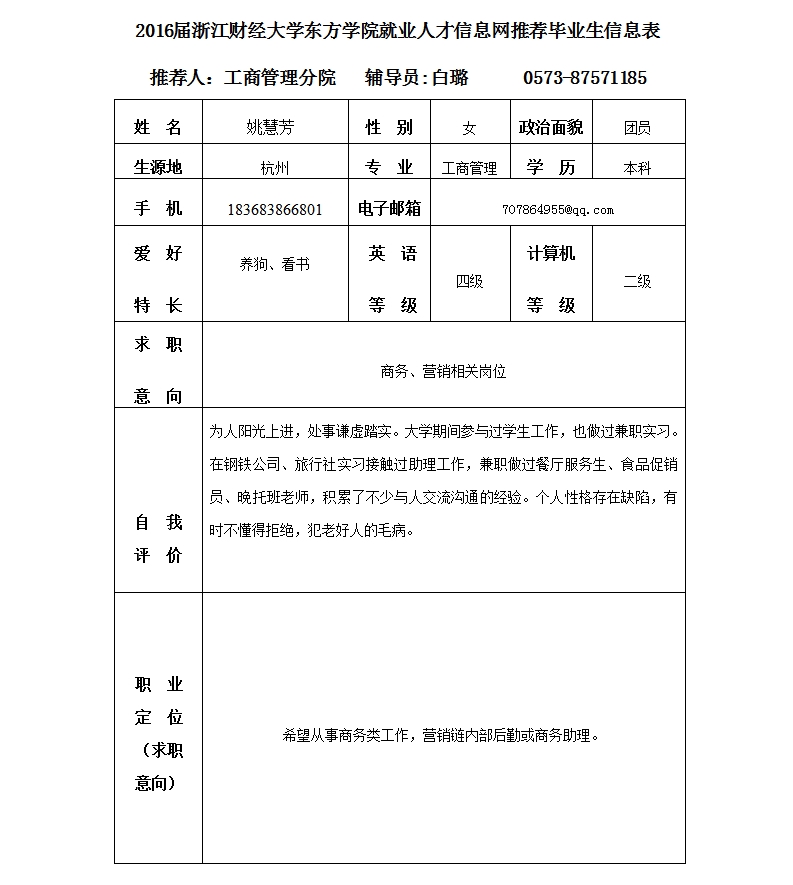 2016届浙江财经大学东方学院就业人才信息网推荐毕业生信息表
推荐人：工商管理分院 辅导员:白璐 0573-87571185
姓 名 姚慧芳 性 别 女 政治面貌 团员
生源地 杭州 专 业 工商管理 学 历 本科
手 机 183683866801 电子邮箱 707864955@qq.com
爱 好 特 长 养狗、看书 英 语 等 级 四级 计算机 等 级 二级
求 职
意 向
商务、营销相关岗位
自 我
评 价
为人阳光上进，处事谦虚踏实。大学期间参与过学生工作，也做过兼职实习。
在钢铁公司、旅行社实习接触过助理工作，兼职做过餐厅服务生、食品促销
员、晚托班老师，积累了不少与人交流沟通的经验。个人性格存在缺陷，有
时不懂得拒绝，犯老好人的毛病。
职 业
定 位
（求职
意向）
希望从事商务类工作，营销链内部后勤或商务助理。